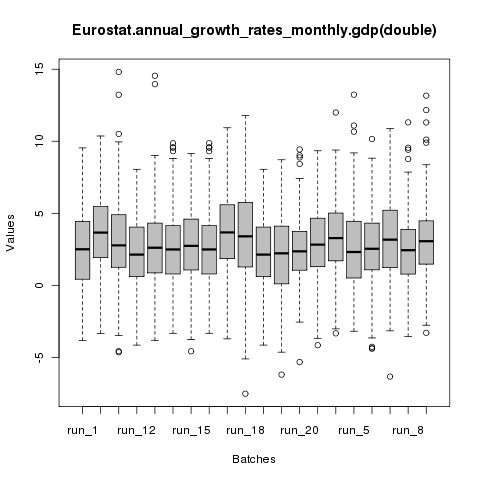 Eurostat.annual_growth_rates_monthly.gdp(double)
15
10
5
0
-5
Values
run_1 run_12 run_15 run_18 run_20 run_5 run_8
Batches